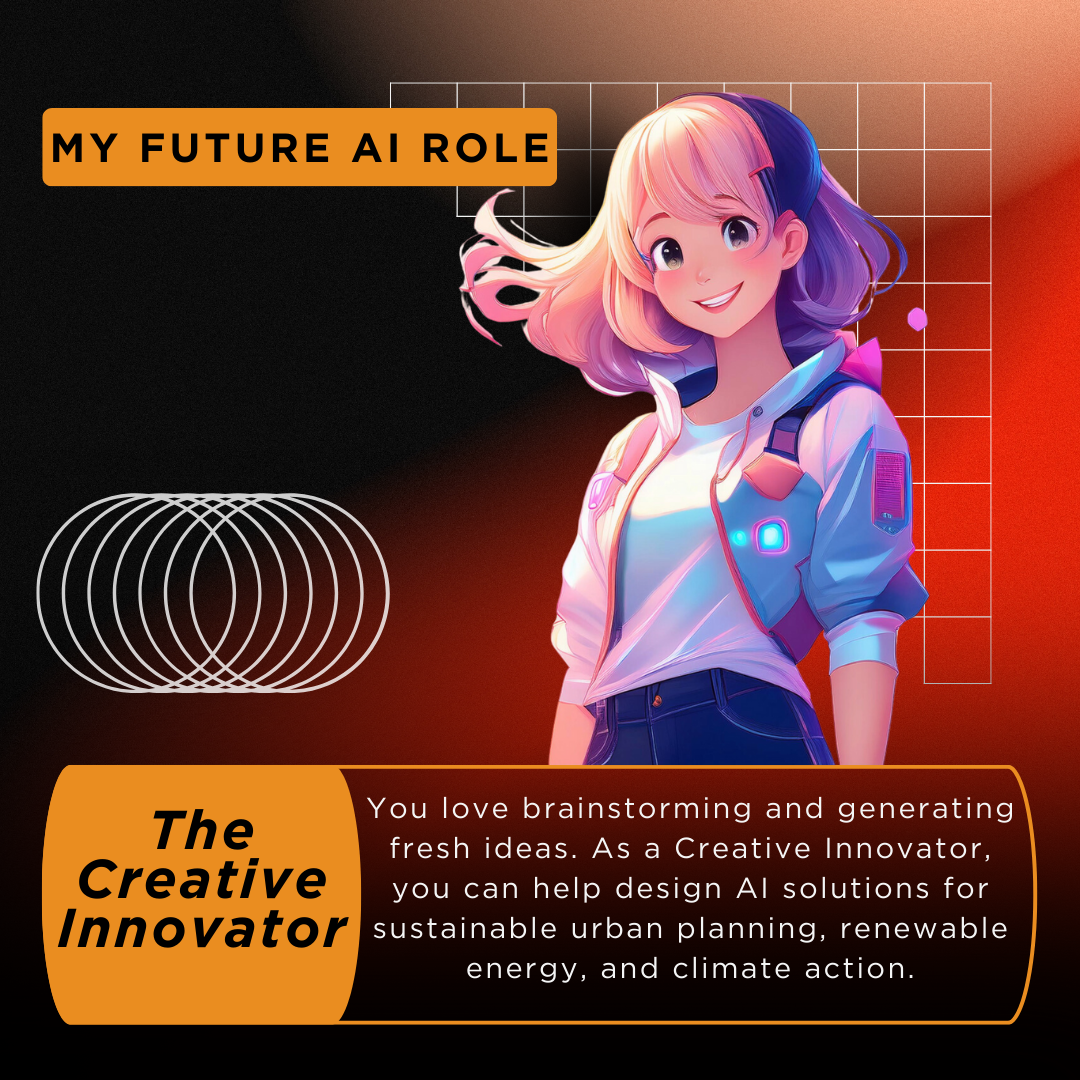 MY FUTURE AI ROLE
The
Creative
Innovator
You love brainstorming and generating
fresh ideas. As a Creative Innovator,
you can help design AI solutions for
sustainable urban planning, renewable
energy, and climate action.